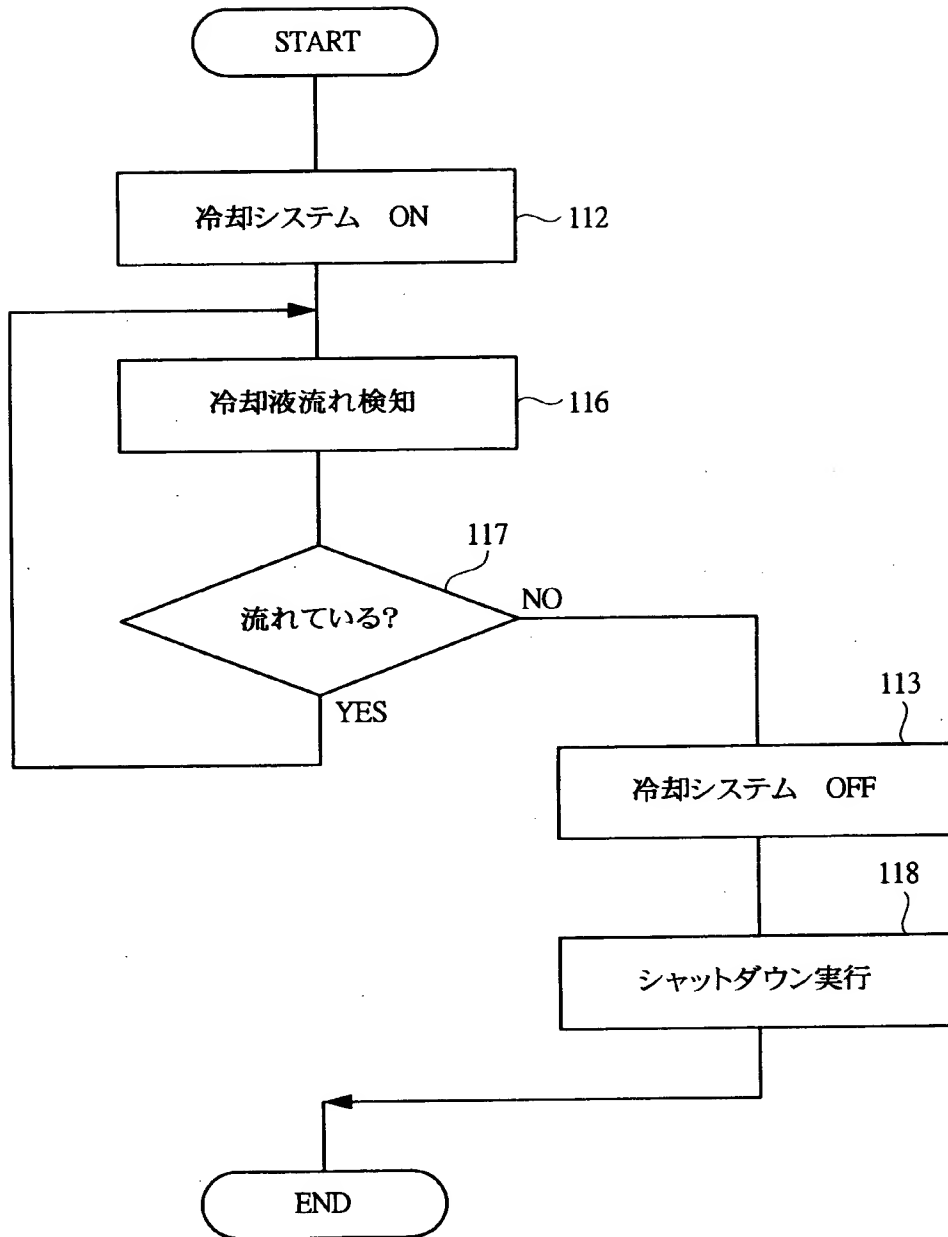 START
冷却システム ON
112
冷却液流れ検知
116
117
流れている?
NO
YES
113
冷却システム OFF
118
シャットダウン実行
END